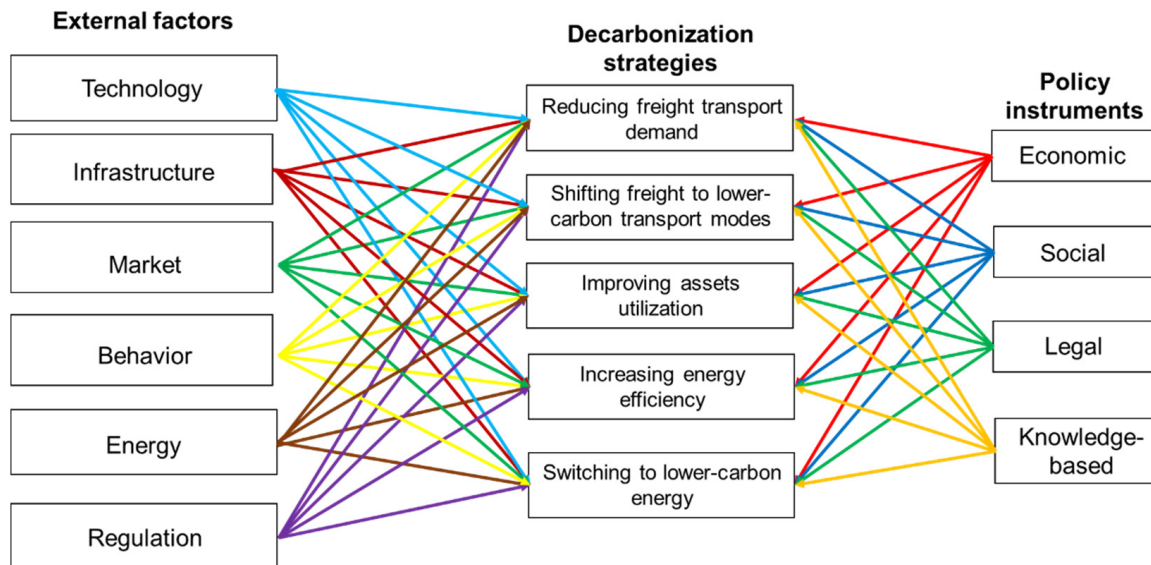 External factors
Technology
Infrastructure
Market
Behavior
Energy
Regulation
Decarbonization
strategies
Reducing freight transport
demand
Shifting freight to lower-
carbon transport modes
Improving assets
utilization
Increasing energy
efficiency
Switching to lower-carbon
energy
Policy
instruments
Economic
Social
Legal
Knowledge-
based